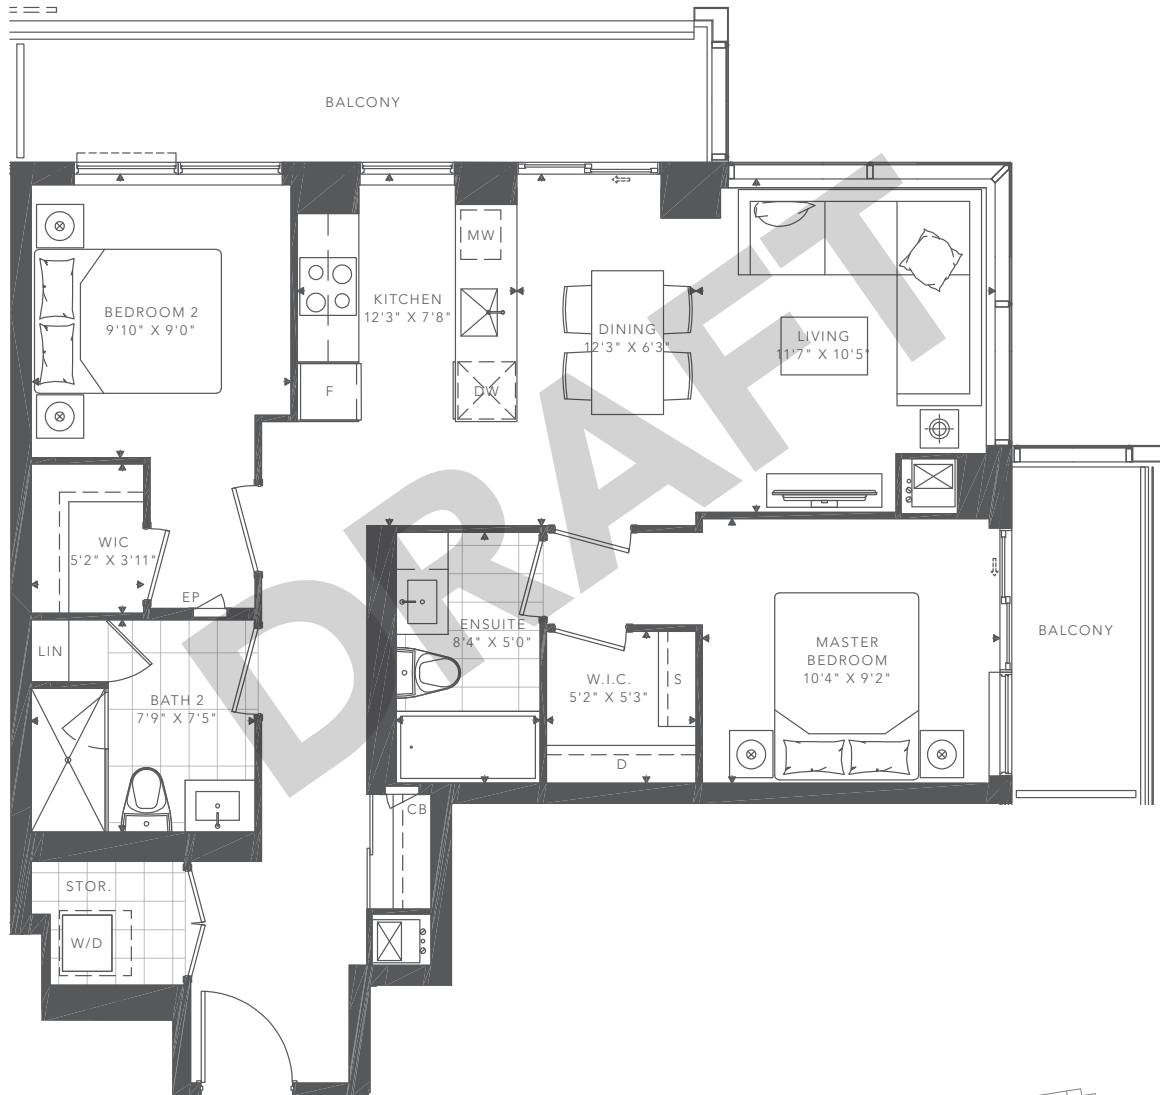 BALCONY
MW
KITCHEN
12'3" X 7'8"
BEDROOM 2
9'10" X 9'0"
DINING
12'3" X 6'3"
LIVING
11'7" X 10'5"
F
DW
DRAFT
WIC
5'2" X 3'11"
EP
ENSUITE
8'4" X 5'0"
LIN
BATH 2
7'9" X 7'5"
W.I.C.
5'2" X 5'3"
S
D
MASTER
BEDROOM
10'4" X 9'2"
BALCONY
CB
STOR.
W/D